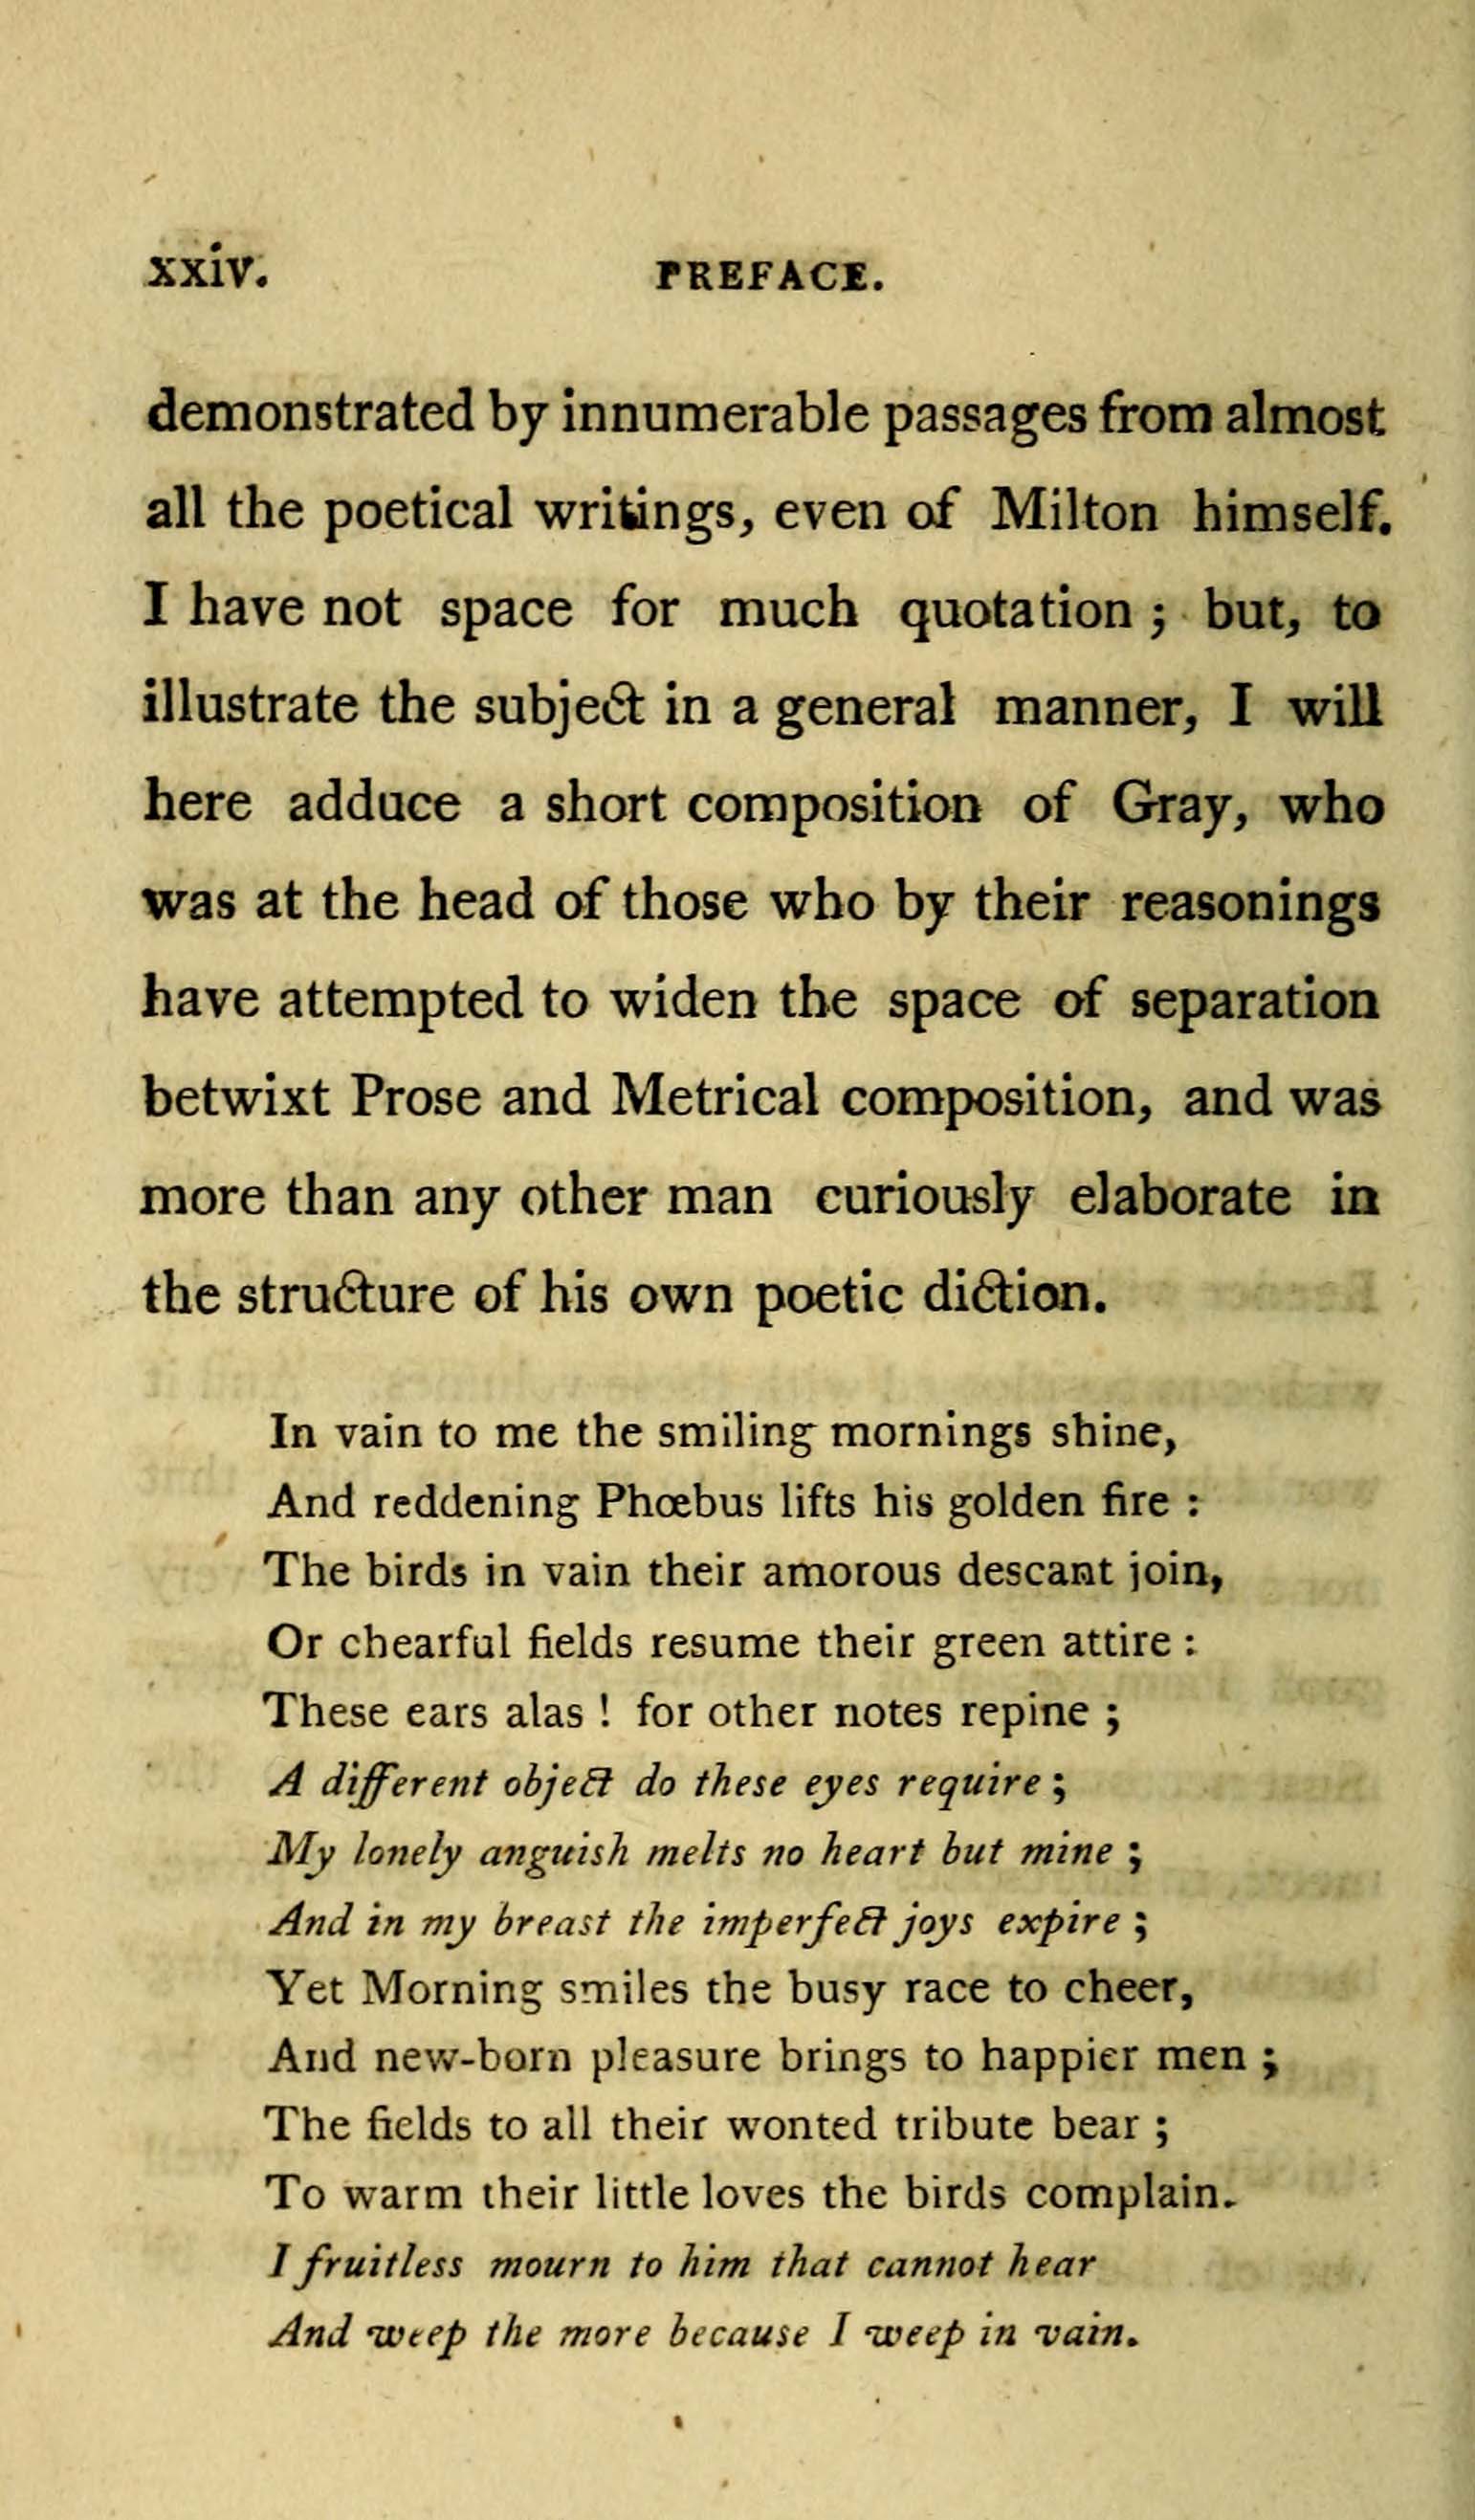 xxiv. PREFACE.
demonstrated by innumerable passages from almost
all the poetical writings, even of Milton himself.
I have not space for much quotation ; but, to
illustrate the subject in a general manner, I will
here adduce a short composition of Gray, who
was at the head of those who by their reasonings
have attempted to widen the space of separation
betwixt Prose and Metrical composition, and was
more than any other man curiously elaborate in
the structure of his own poetic diction.
In vain to me the smiling mornings shine,
And reddening Phœbus lifts his golden fire :
The birds in vain their amorous descant join,
Or chearful fields resume their green attire :
These ears alas ! for other notes repine ;
A different object do these eyes require ;
My lonely anguish melts no heart but mine ;
And in my breast the imperfect joys expire ;
Yet Morning smiles the busy race to cheer,
And new-born pleasure brings to happier men ;
The fields to all their wonted tribute bear ;
To warm their little loves the birds complain.
I fruitless mourn to him that cannot hear
And weep the more because I weep in vain.